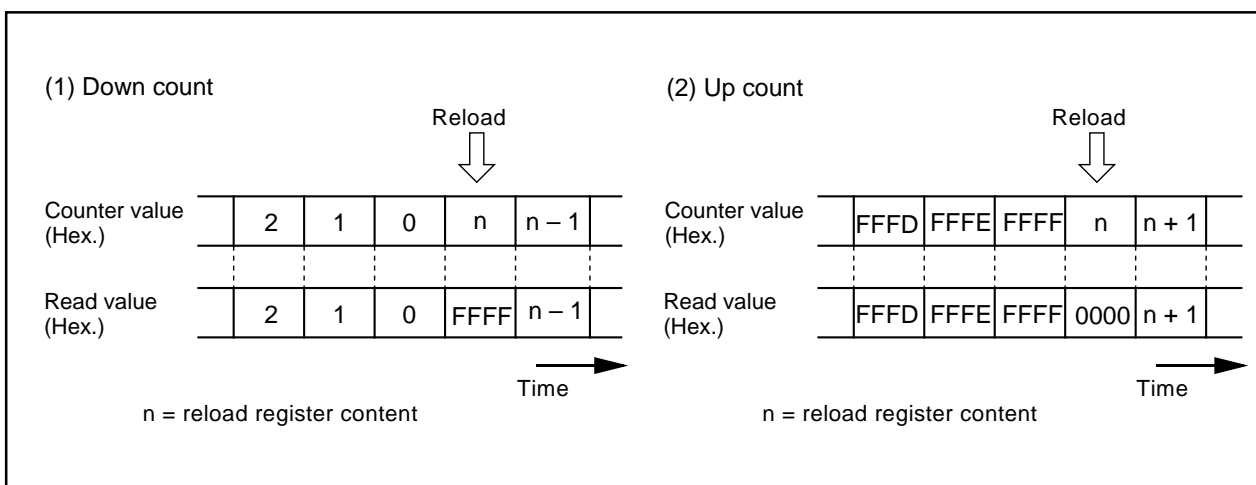 (1) Down count
Reload
Counter value
(Hex.)
2 1 0 n n – 1
Read value
(Hex.)
2 1 0 FFFF n – 1
Time
n = reload register content
(2) Up count
Reload
Counter value
(Hex.)
FFFD FFFE FFFF n n + 1
Read value
(Hex.)
FFFD FFFE FFFF 0000 n + 1
Time
n = reload register content